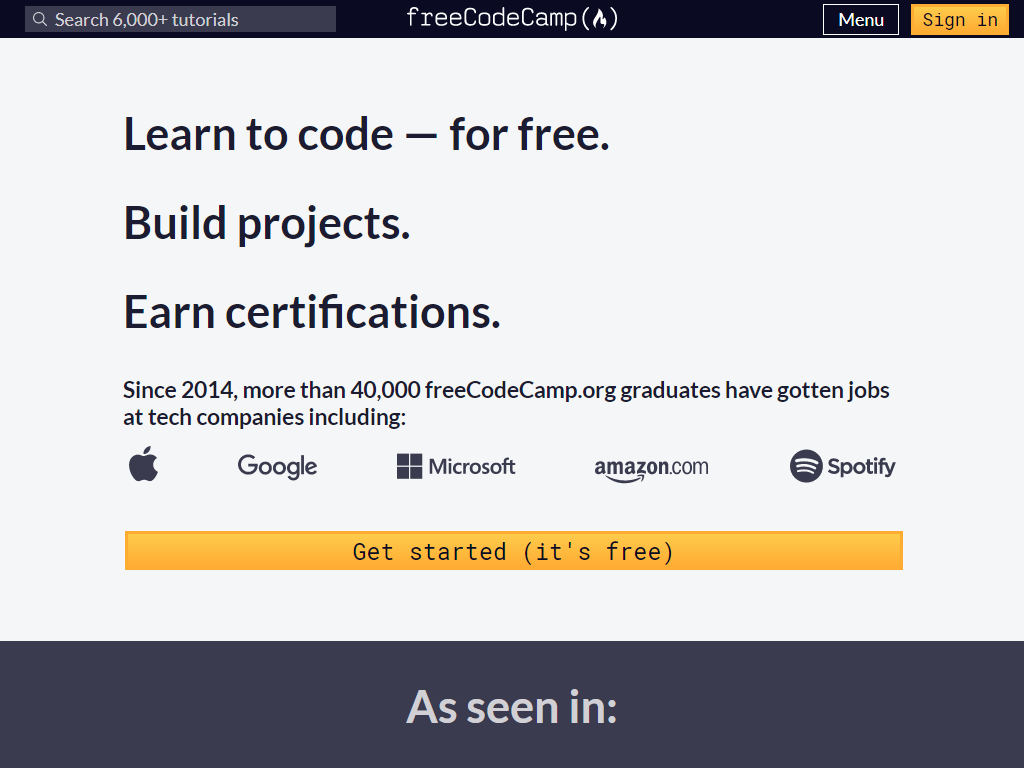 Search 6,000+ tutorials
freeCodeCamp
Menu
Sign in
Learn to code — for free.
Build projects.
Earn certifications.
Since 2014, more than 40,000 freeCodeCamp.org graduates have gotten jobs
at tech companies including:
Google
Microsoft
amazon.com
Spotify
Get started (it's free)
As seen in: